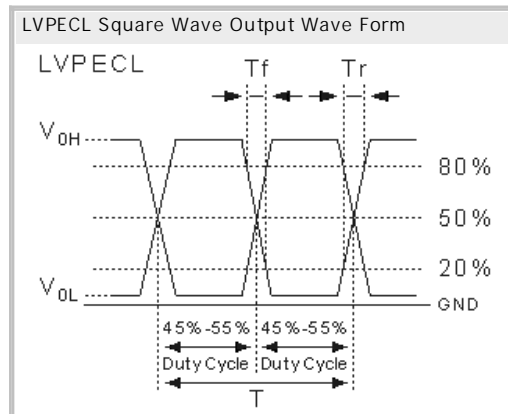 LVPECL Square Wave Output Wave Form
LVPECL
Tf
Tr
V0H
80%
50%
20%
V0L
GND
45%-55%
45%-55%
Duty Cycle
Duty Cycle
T